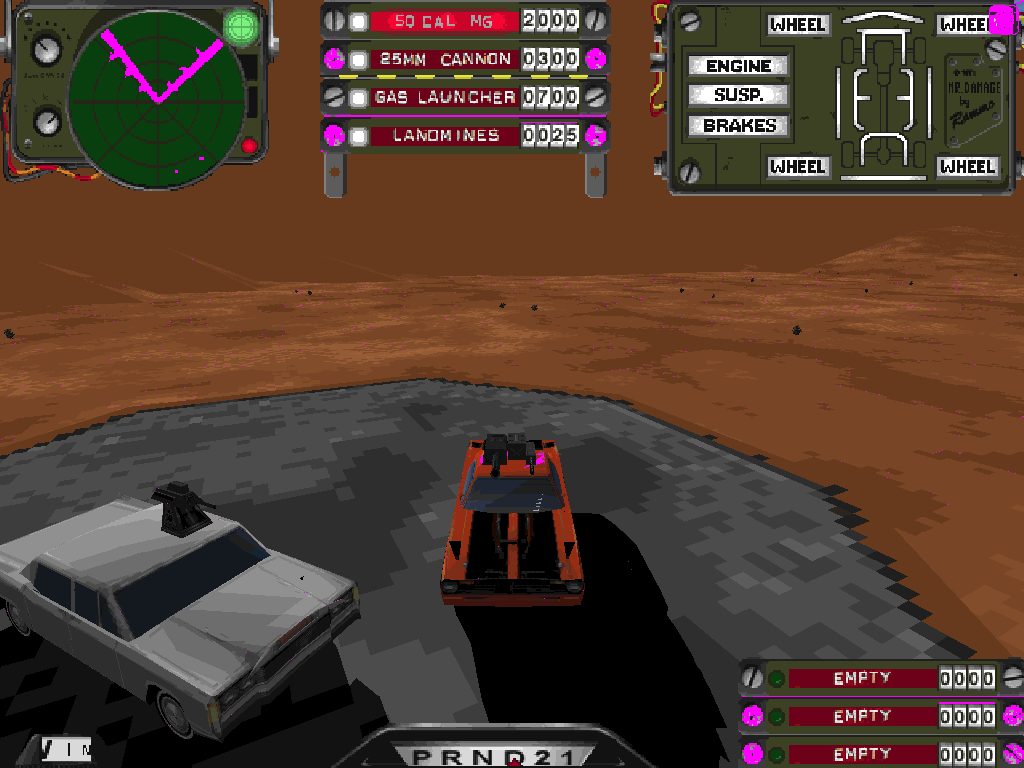 50 CAL MG 2000
25MM CANNON 0300
GAS LAUNCHER 0700
LANDMINES 0025
WHEEL WHEEL
ENGINE
SUSP.
BRAKES
WHEEL WHEEL
MR. DAMAGE
by
EMPTY 0000
EMPTY 0000
EMPTY 0000
PRND21